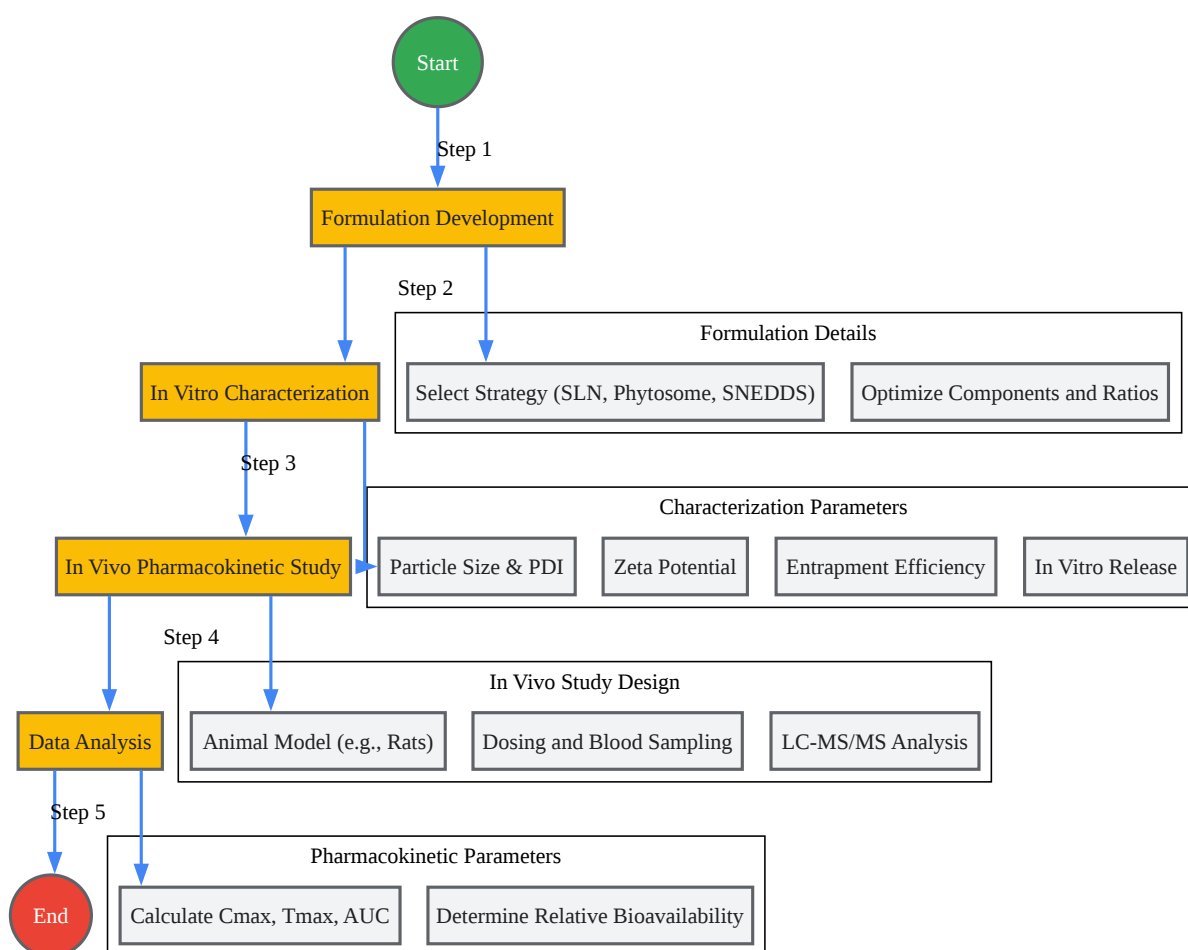 Start
Step 1
Formulation Development
Step 2
Formulation Details
In Vitro Characterization
Select Strategy (SLN, Phytosome, SNEDDS)
Optimize Components and Ratios
Step 3
Characterization Parameters
In Vivo Pharmacokinetic Study
Particle Size & PDI
Zeta Potential
Entrapment Efficiency
In Vitro Release
Step 4
In Vivo Study Design
Data Analysis
Animal Model (e.g., Rats)
Dosing and Blood Sampling
LC-MS/MS Analysis
Step 5
Pharmacokinetic Parameters
End
Calculate Cmax, Tmax, AUC
Determine Relative Bioavailability